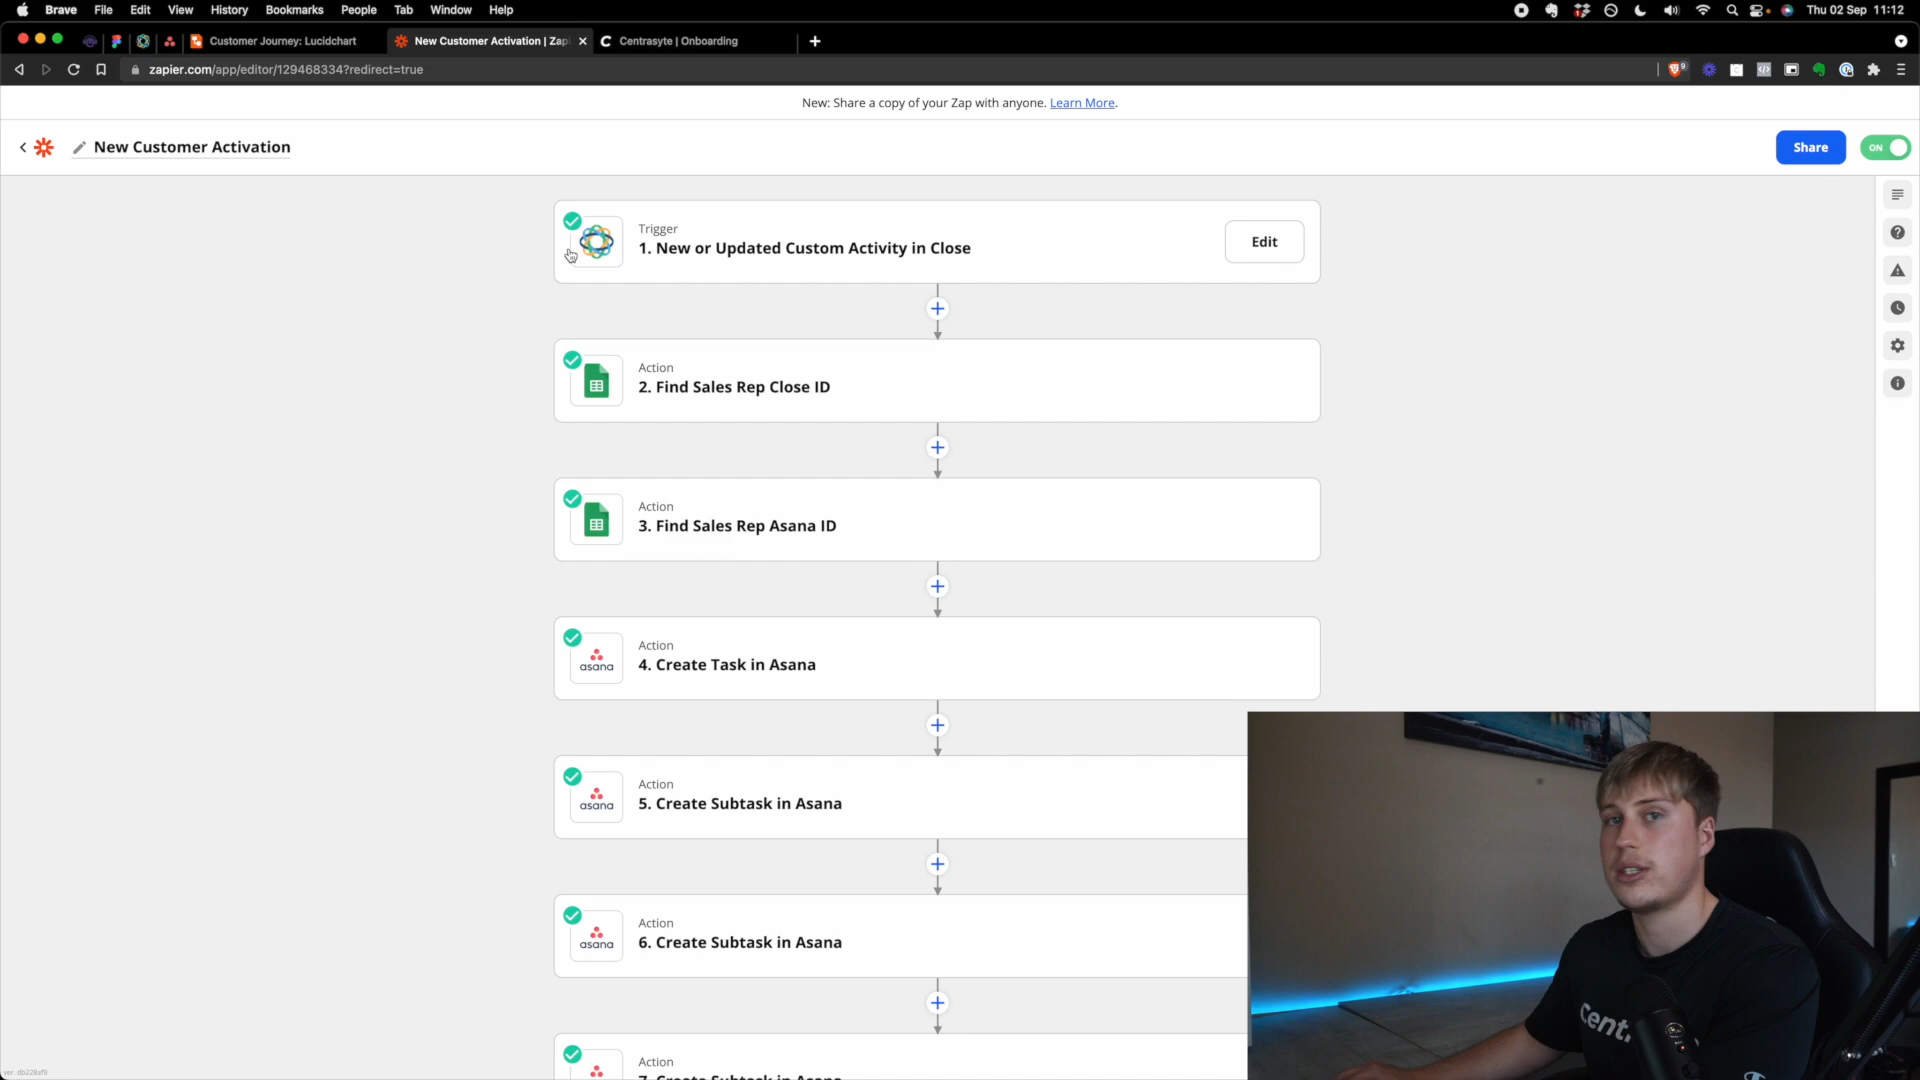 Brave File Edit View History Bookmarks People Tab Window Help
Thu 02 Sep 11:12
Customer Journey: Lucidchart
New Customer Activation | Zap
Centrasyte | Onboarding
zapier.com/app/editor/129468334?redirect=true
New: Share a copy of your Zap with anyone. Learn More.
New Customer Activation
Share
ON
Trigger
1. New or Updated Custom Activity in Close
Edit
Action
2. Find Sales Rep Close ID
Action
3. Find Sales Rep Asana ID
Action
asana
4. Create Task in Asana
Action
asana
5. Create Subtask in Asana
Action
asana
6. Create Subtask in Asana
Action
7. Create Subtask in Asana
Cent.
ver. db228af9